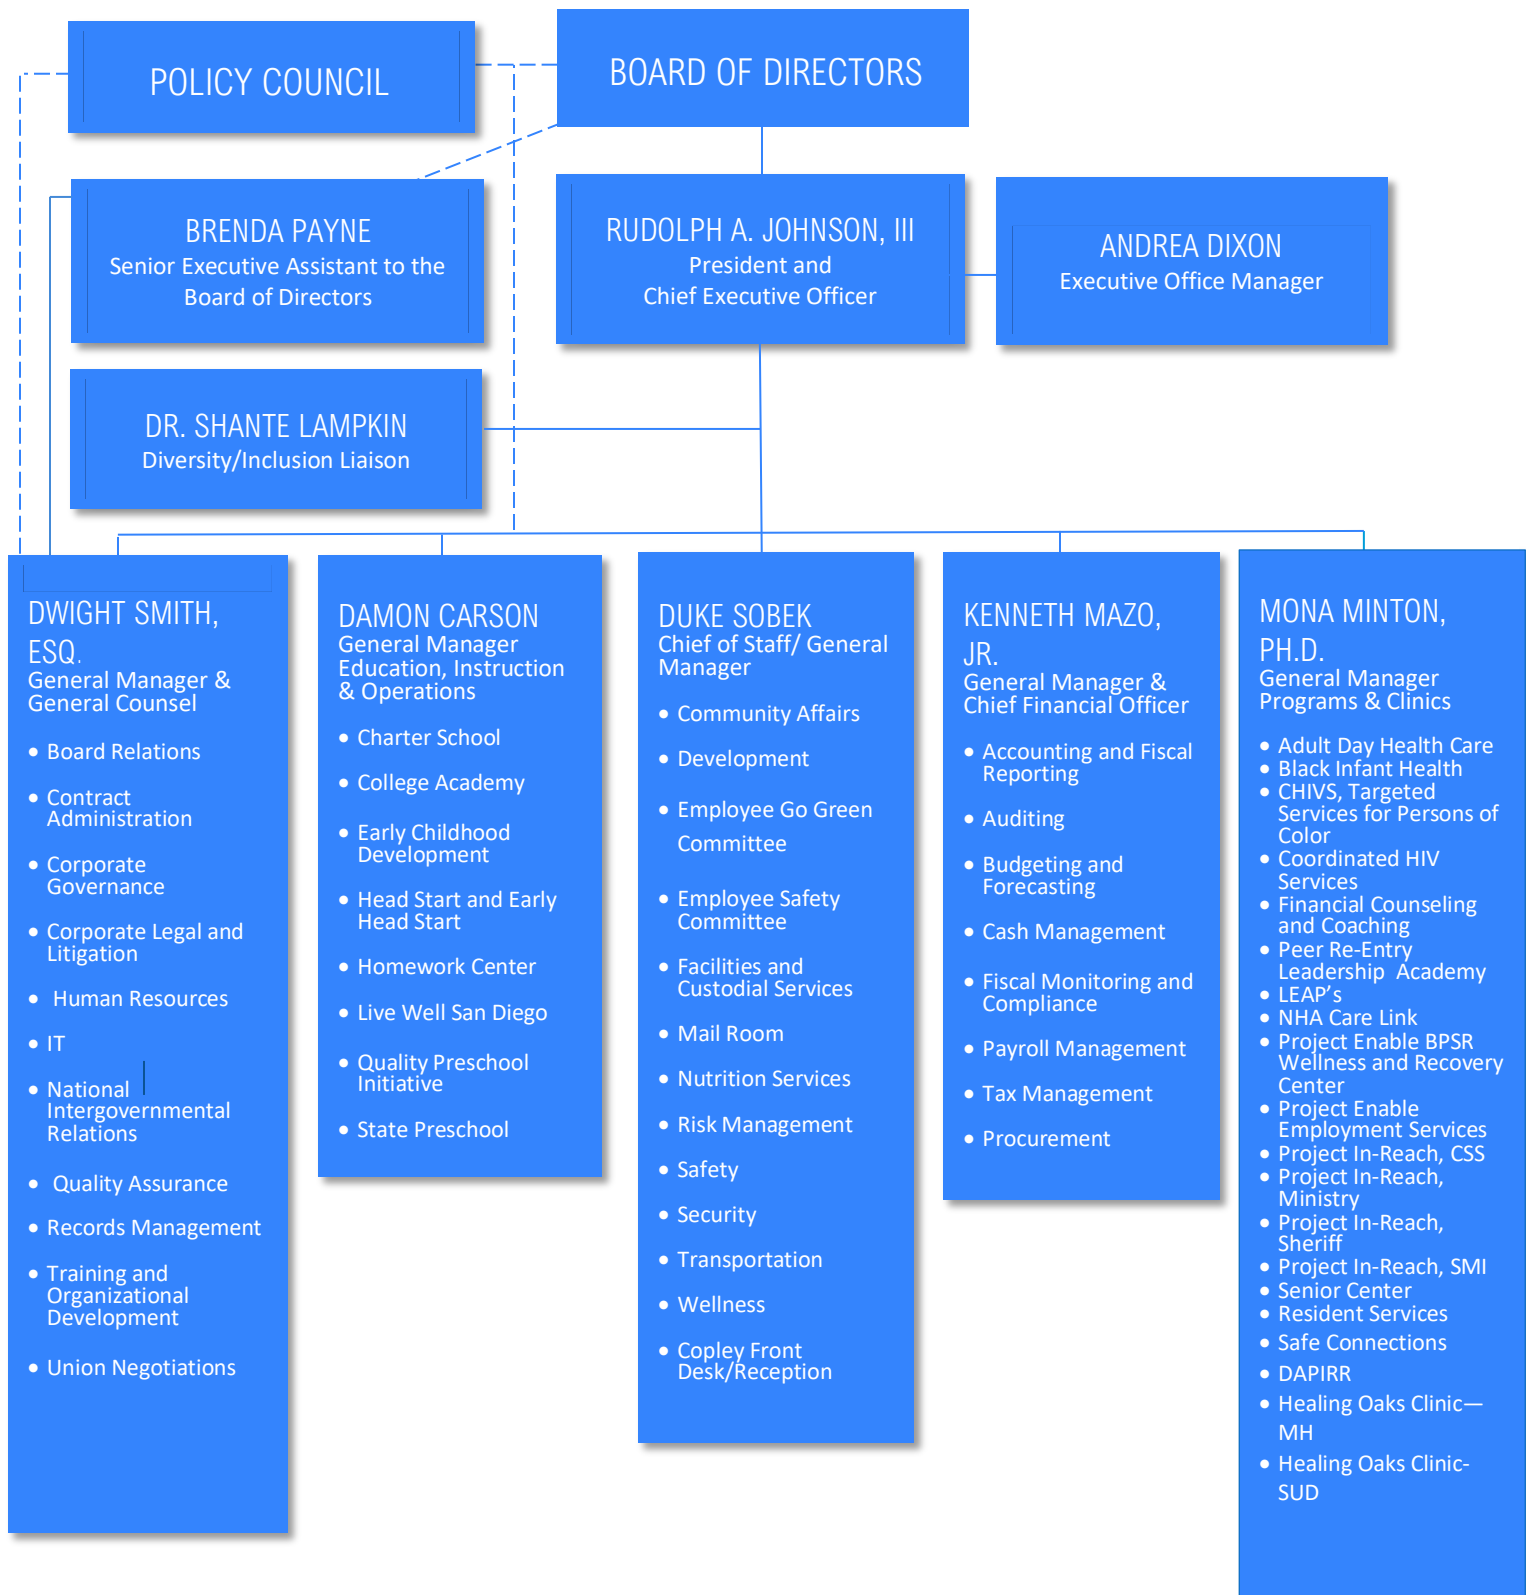 POLICY COUNCIL
BOARD OF DIRECTORS
BRENDA PAYNE
Senior Executive Assistant to the
Board of Directors
RUDOLPH A. JOHNSON, III
President and
Chief Executive Officer
ANDREA DIXON
Executive Office Manager
DR. SHANTE LAMPKIN
Diversity/Inclusion Liaison
DWIGHT SMITH,
ESQ.
General Manager &
General Counsel
• Board Relations
• Contract
Administration
• Corporate
Governance
• Corporate Legal and
Litigation
• Human Resources
• IT
• National
Intergovernmental
Relations
• Quality Assurance
• Records Management
• Training and
Organizational
Development
• Union Negotiations
DAMON CARSON
General Manager
Education, Instruction
& Operations
• Charter School
• College Academy
• Early Childhood
Development
• Head Start and Early
Head Start
• Homework Center
• Live Well San Diego
• Quality Preschool
Initiative
• State Preschool
DUKE SOBEK
Chief of Staff/ General
Manager
• Community Affairs
• Development
• Employee Go Green
Committee
• Employee Safety
Committee
• Facilities and
Custodial Services
• Mail Room
• Nutrition Services
• Risk Management
• Safety
• Security
• Transportation
• Wellness
• Copley Front
Desk/Reception
KENNETH MAZO,
JR.
General Manager &
Chief Financial Officer
• Accounting and Fiscal
Reporting
• Auditing
• Budgeting and
Forecasting
• Cash Management
• Fiscal Monitoring and
Compliance
• Payroll Management
• Tax Management
• Procurement
MONA MINTON,
PH.D.
General Manager
Programs & Clinics
• Adult Day Health Care
• Black Infant Health
• CHIVS, Targeted
Services for Persons of
Color
• Coordinated HIV
Services
• Financial Counseling
and Coaching
• Peer Re-Entry
Leadership Academy
• LEAP's
• NHA Care Link
• Project Enable BPSR
Wellness and Recovery
Center
• Project Enable
Employment Services
• Project In-Reach, CSS
• Project In-Reach,
Ministry
• Project In-Reach,
Sheriff
• Project In-Reach, SMI
• Senior Center
• Resident Services
• Safe Connections
• DAPIRR
• Healing Oaks Clinic—
MH
• Healing Oaks Clinic-
SUD